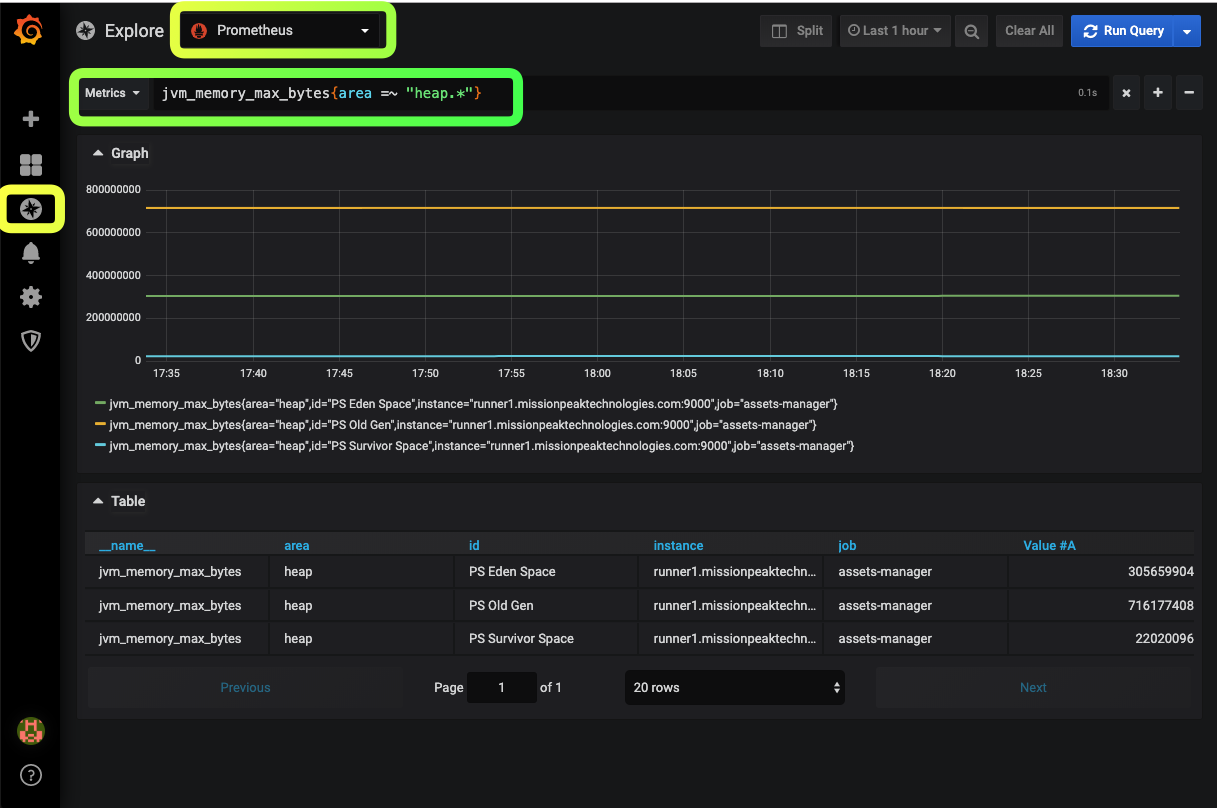 Explore Prometheus Split Last 1 hour Clear All Run Query
Metrics jvm_memory_max_bytes{area =~ "heap.*"} 0.1s
Graph
800000000
600000000
400000000
200000000
0
17:35 17:40 17:45 17:50 17:55 18:00 18:05 18:10 18:15 18:20 18:25 18:30
jvm_memory_max_bytes{area="heap",id="PS Eden Space",instance="runner1.missionpeaktechnologies.com:9000",job="assets-manager"}
jvm_memory_max_bytes{area="heap",id="PS Old Gen",instance="runner1.missionpeaktechnologies.com:9000",job="assets-manager"}
jvm_memory_max_bytes{area="heap",id="PS Survivor Space",instance="runner1.missionpeaktechnologies.com:9000",job="assets-manager"}
Table
__name__ area id instance job Value #A
jvm_memory_max_bytes heap PS Eden Space runner1.missionpeaktechn... assets-manager 305659904
jvm_memory_max_bytes heap PS Old Gen runner1.missionpeaktechn... assets-manager 716177408
jvm_memory_max_bytes heap PS Survivor Space runner1.missionpeaktechn... assets-manager 22020096
Previous Page 1 of 1 20 rows Next